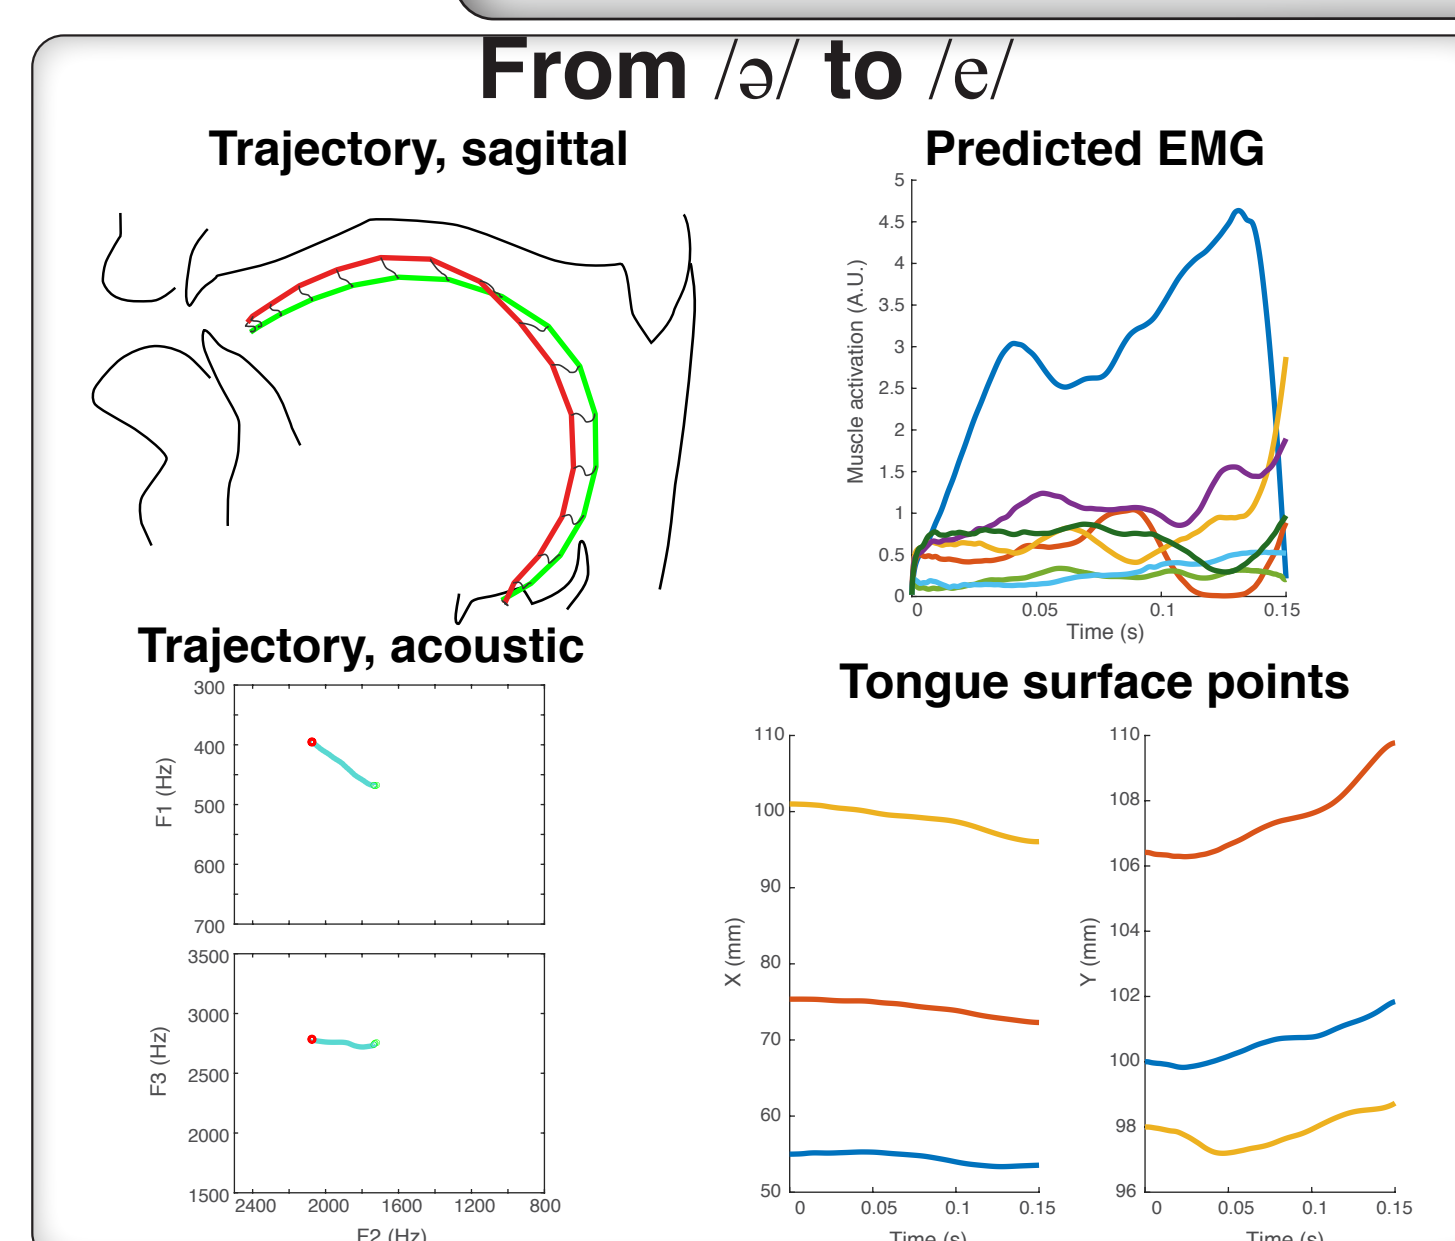 From /ə/ to /e/
Trajectory, sagittal
Predicted EMG
5
4.5
4
3.5
3
2.5
2
1.5
1
0.5
0
Muscle activation (A.U.)
0 0.05 0.1 0.15
Time (s)
Trajectory, acoustic
300
400
500
600
700
F1 (Hz)
3500
3000
2500
2000
1500
F3 (Hz)
2400 2000 1600 1200 800
F2 (Hz)
Tongue surface points
110
100
90
80
70
60
50
X (mm)
0 0.05 0.1 0.15
Time (s)
110
108
106
104
102
100
98
96
Y (mm)
0 0.05 0.1 0.15
Time (s)